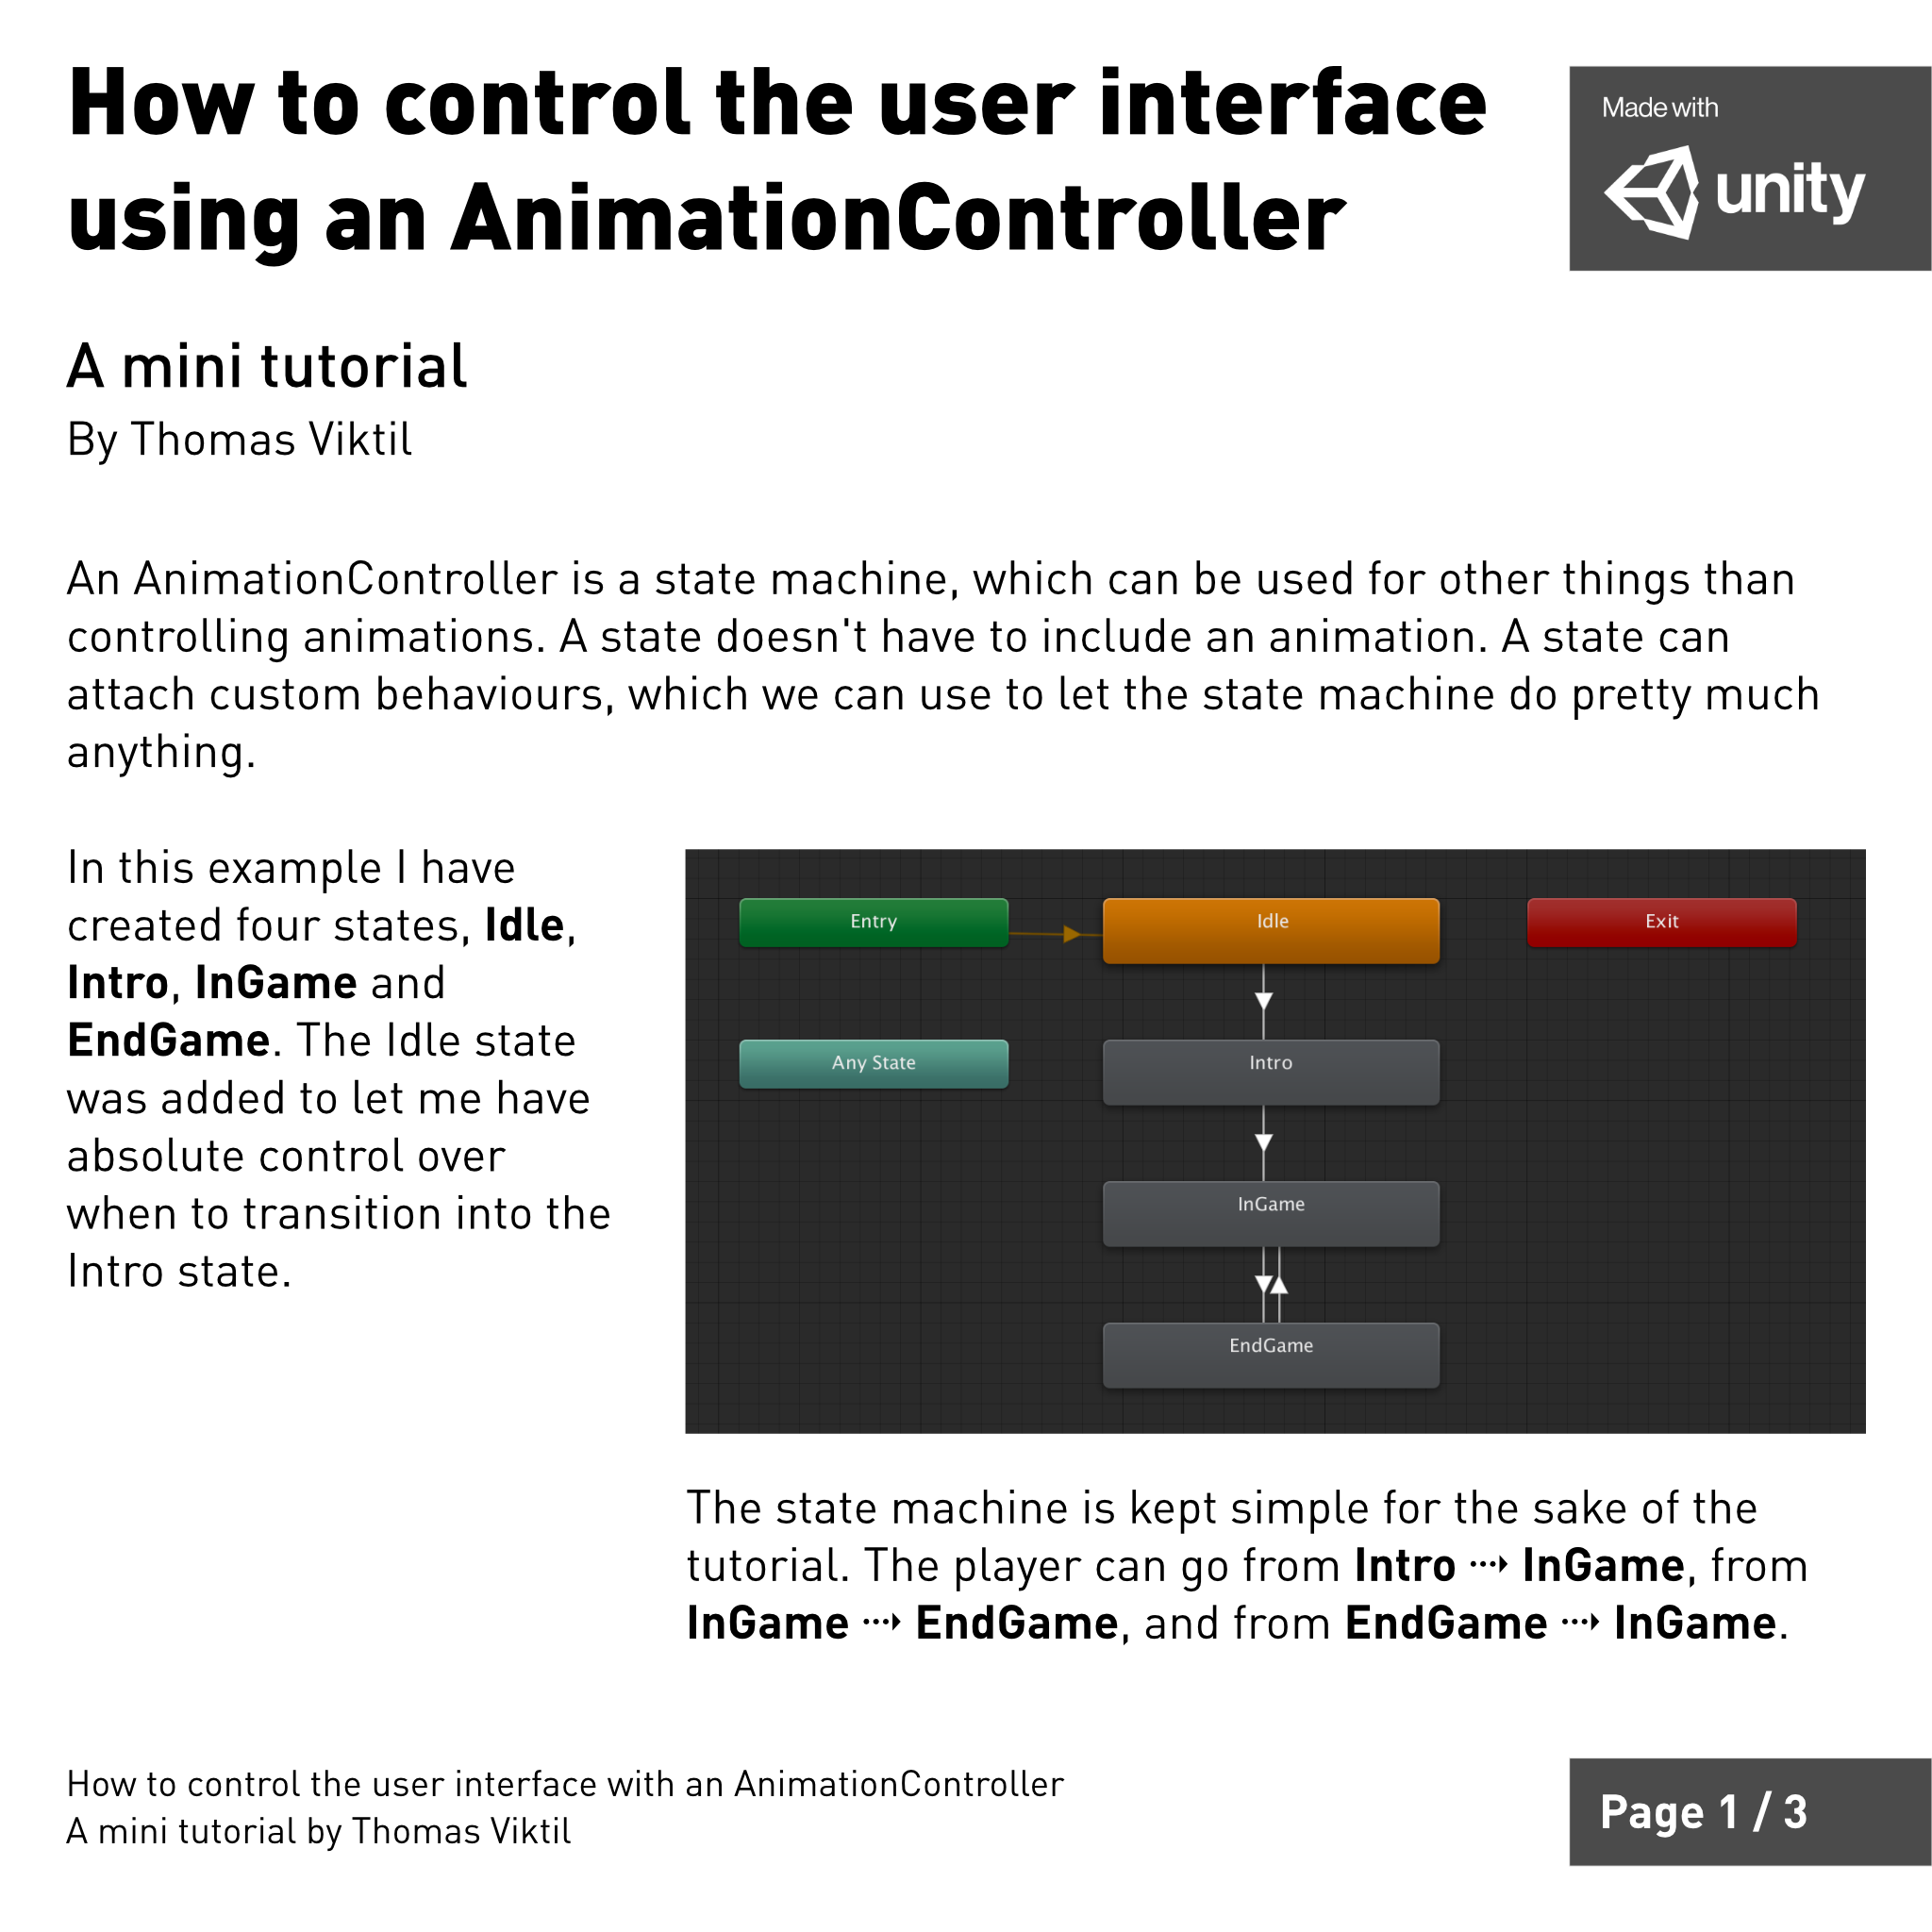 How to control the user interface
using an AnimationController
Made with
unity
A mini tutorial
By Thomas Viktil
An AnimationController is a state machine, which can be used for other things than
controlling animations. A state doesn't have to include an animation. A state can
attach custom behaviours, which we can use to let the state machine do pretty much
anything.
In this example I have
created four states, Idle,
Intro, InGame and
EndGame. The Idle state
was added to let me have
absolute control over
when to transition into the
Intro state.
Entry
Idle
Exit
Any State
Intro
InGame
EndGame
The state machine is kept simple for the sake of the
tutorial. The player can go from Intro ⤑ InGame, from
InGame ⤑ EndGame, and from EndGame ⤑ InGame.
How to control the user interface with an AnimationController
A mini tutorial by Thomas Viktil
Page 1 / 3